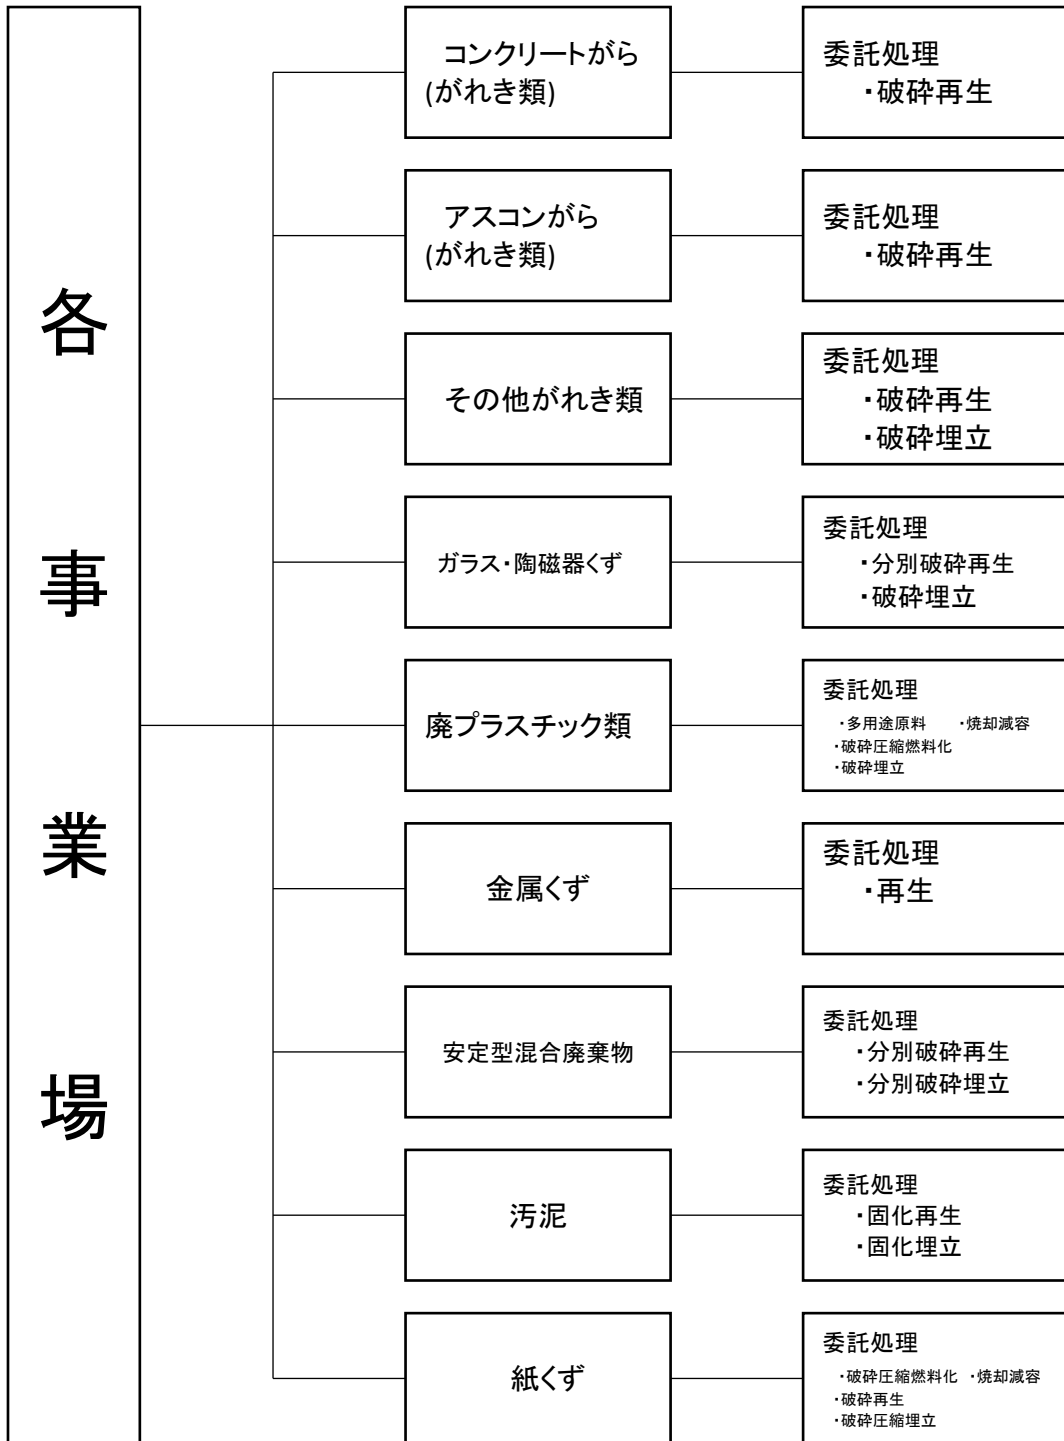 各事業場
コンクリートがら
(がれき類)
委託処理
・破砕再生
アスコンがら
(がれき類)
委託処理
・破砕再生
その他がれき類
委託処理
・破砕再生
・破砕埋立
ガラス・陶磁器くず
委託処理
・分別破砕再生
・破砕埋立
廃プラスチック類
委託処理
・多用途原料 ・焼却減容
・破砕圧縮燃料化
・破砕埋立
金属くず
委託処理
・再生
安定型混合廃棄物
委託処理
・分別破砕再生
・分別破砕埋立
汚泥
委託処理
・固化再生
・固化埋立
紙くず
委託処理
・破砕圧縮燃料化 ・焼却減容
・破砕再生
・破砕圧縮埋立